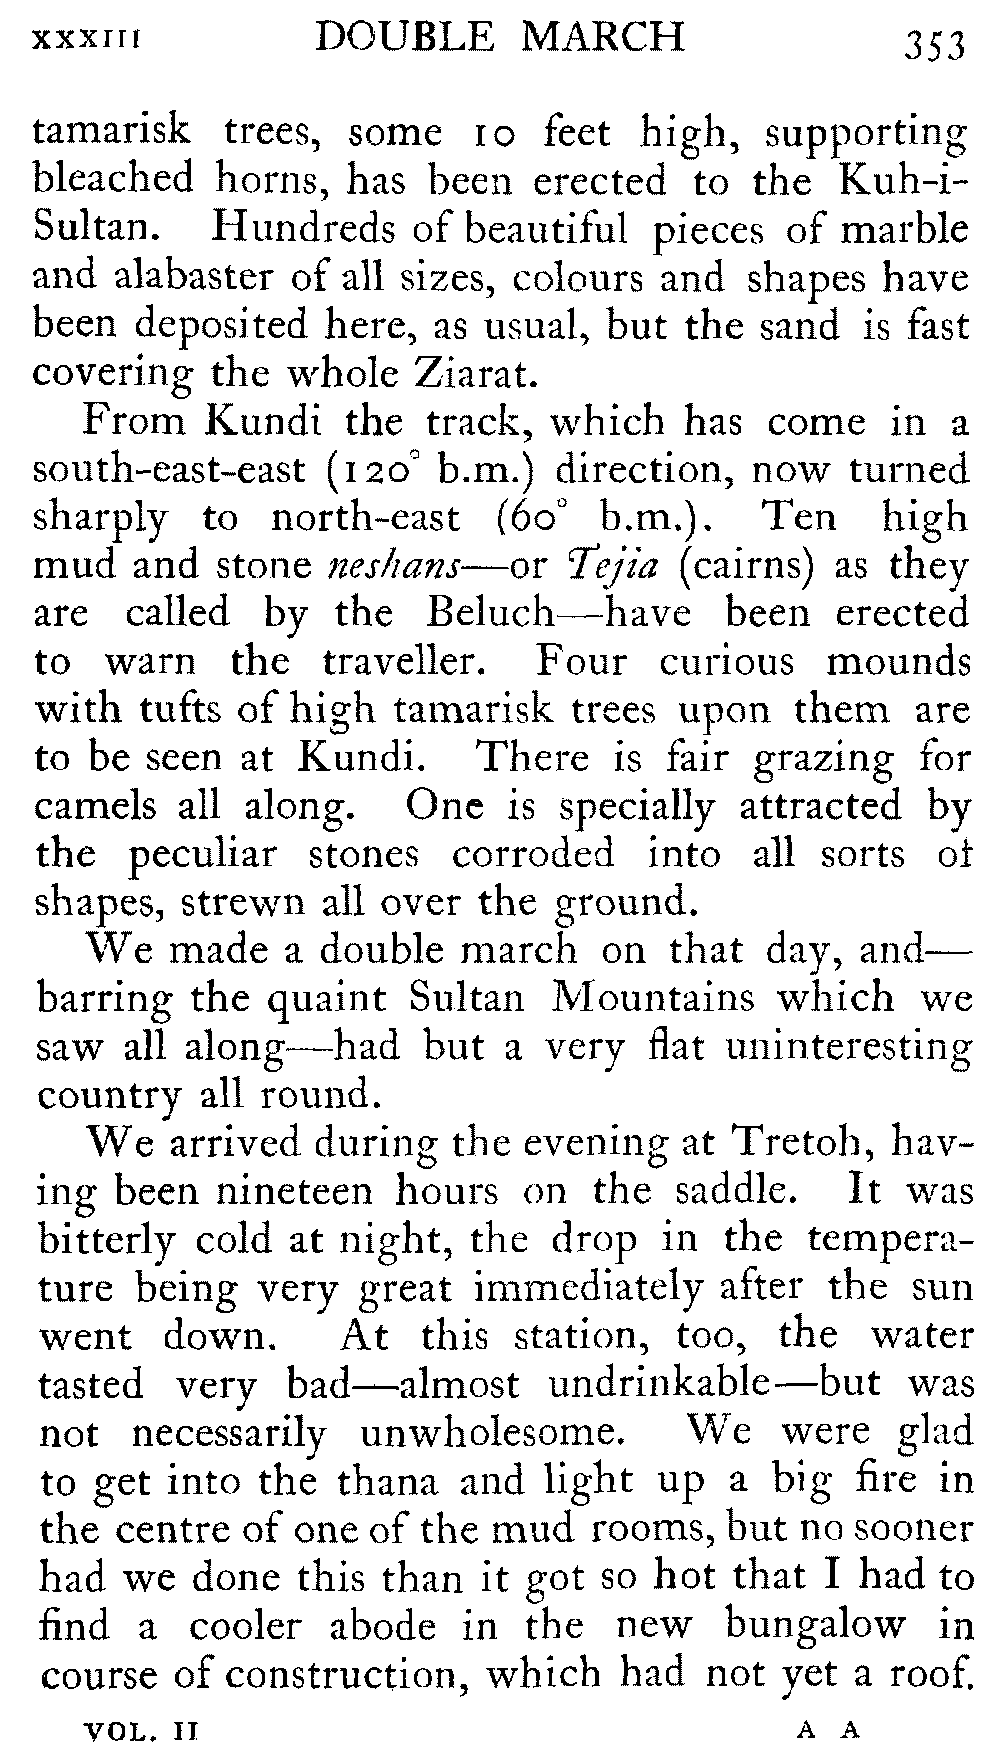 XXXIII DOUBLE MARCH 353
tamarisk trees, some 10 feet high, supporting
bleached horns, has been erected to the Kuh-i-
Sultan. Hundreds of beautiful pieces of marble
and alabaster of all sizes, colours and shapes have
been deposited here, as usual, but the sand is fast
covering the whole Ziarat.
From Kundi the track, which has come in a
south-east-east (120° b.m.) direction, now turned
sharply to north-east (60° b.m.). Ten high
mud and stone neshans—or Tejia (cairns) as they
are called by the Beluch—have been erected
to warn the traveller. Four curious mounds
with tufts of high tamarisk trees upon them are
to be seen at Kundi. There is fair grazing for
camels all along. One is specially attracted by
the peculiar stones corroded into all sorts of
shapes, strewn all over the ground.
We made a double march on that day, and—
barring the quaint Sultan Mountains which we
saw all along—had but a very flat uninteresting
country all round.
We arrived during the evening at Tretoh, hav-
ing been nineteen hours on the saddle. It was
bitterly cold at night, the drop in the tempera-
ture being very great immediately after the sun
went down. At this station, too, the water
tasted very bad—almost undrinkable—but was
not necessarily unwholesome. We were glad
to get into the thana and light up a big fire in
the centre of one of the mud rooms, but no sooner
had we done this than it got so hot that I had to
find a cooler abode in the new bungalow in
course of construction, which had not yet a roof.
VOL. II A A